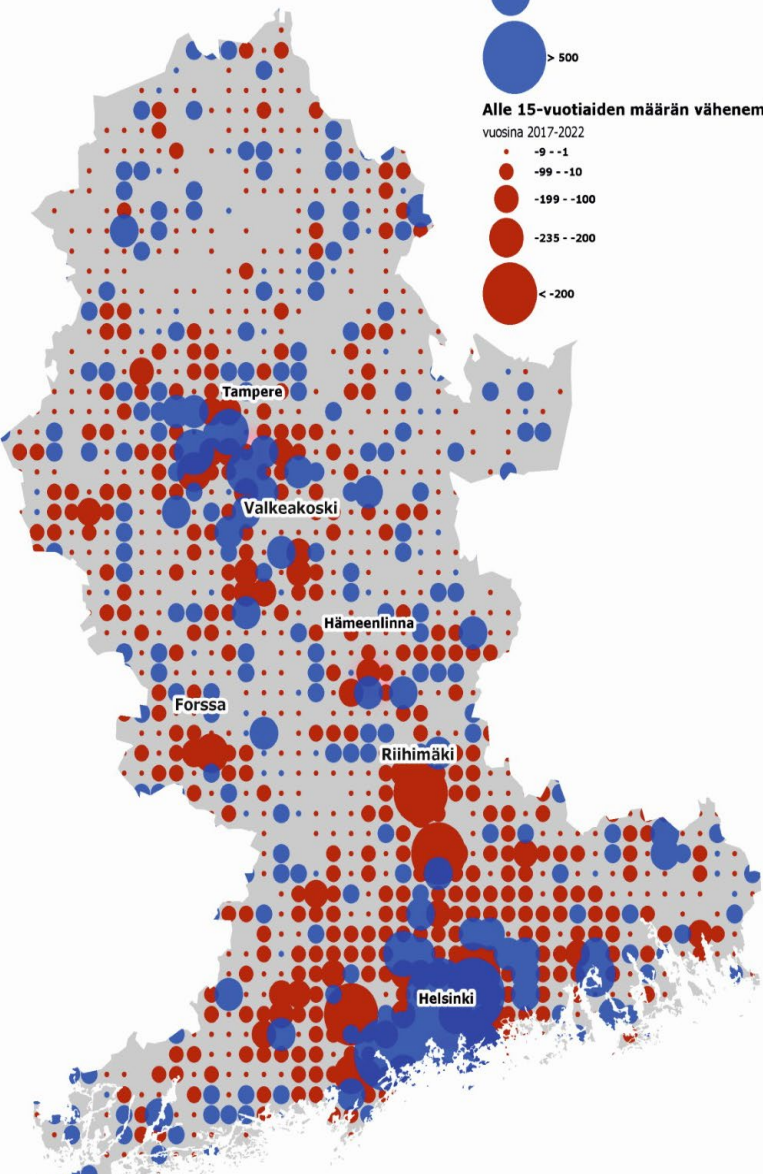 > 500
Alle 15-vuotiaiden määrän vähenem
vuosina 2017-2022
-9 - -1
-99 - -10
-199 - -100
-235 - -200
< -200
Tampere
Valkeakoski
Hämeenlinna
Forssa
Riihimäki
Helsinki